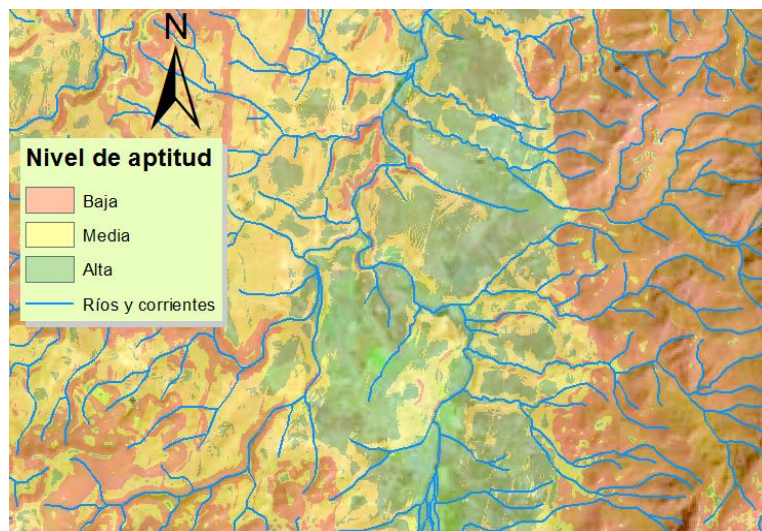 N
Nivel de aptitud
Baja
Media
Alta
Ríos y corrientes